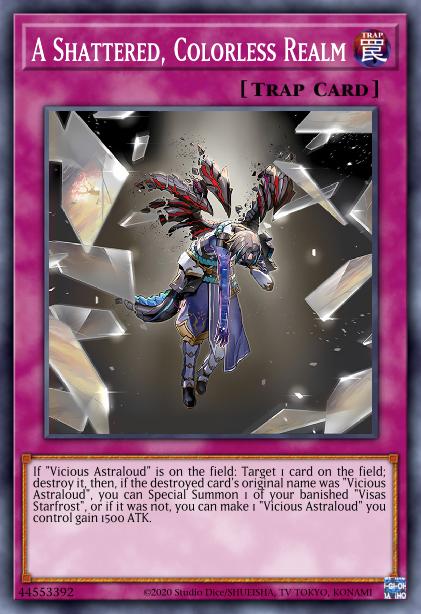 A Shattered, Colorless Realm
TRAP
罠
[Trap Card]
If "Vicious Astraloud" is on the field: Target 1 card on the field;
destroy it, then, if the destroyed card's original name was "Vicious
Astraloud", you can Special Summon 1 of your banished "Visas
Starfrost", or if it was not, you can make 1 "Vicious Astraloud" you
control gain 1500 ATK.
44553392
©2020 Studio Dice/SHUEISHA, TV TOKYO, KONAMI